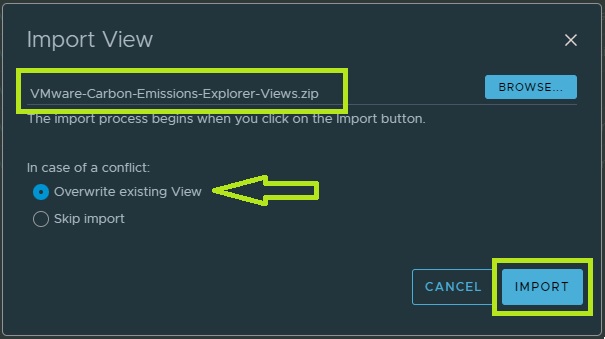 Import View
VMware-Carbon-Emissions-Explorer-Views.zip
BROWSE...
The import process begins when you click on the Import button.
In case of a conflict:
Overwrite existing View
Skip import
CANCEL
IMPORT